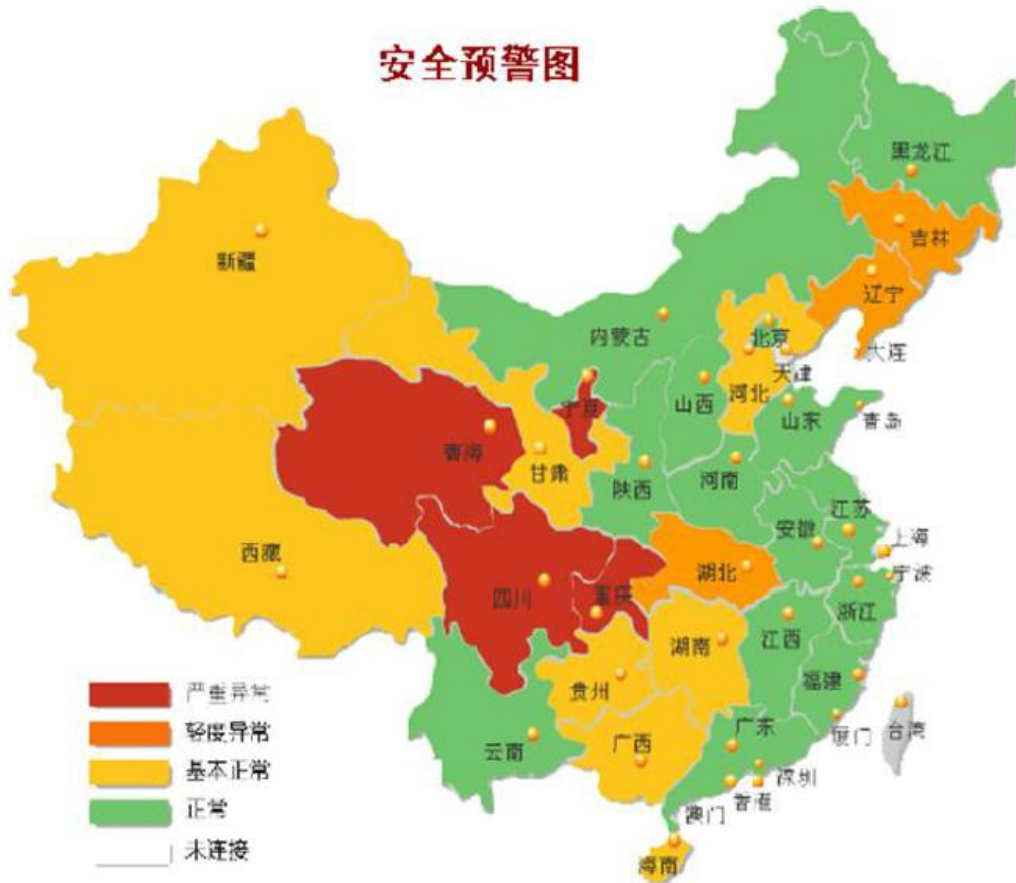 安全预警图
黑龙江
吉林
新疆
辽宁
内蒙古
北京
大连
天津
河北
山西
宁夏
山东
青岛
青海
甘肃
陕西
河南
江苏
安徽
上海
西藏
湖北
宁波
四川
重庆
浙江
江西
湖南
福建
贵州
严重异常
台湾
广东
厦门
轻度异常
广西
云南
基本正常
深圳
香港
澳门
正常
未连接
海南